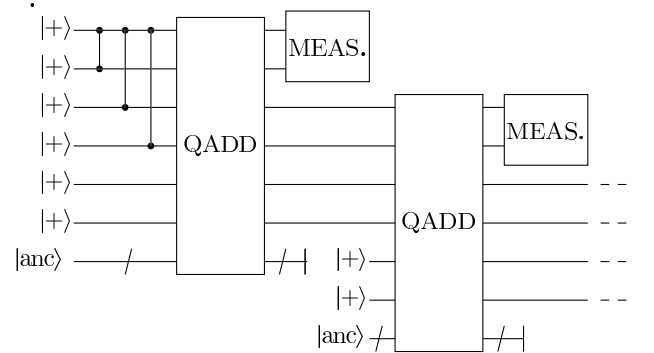 |+⟩
|+⟩ MEAS.
|+⟩
|+⟩ QADD MEAS.
|+⟩
|+⟩ QADD
|anc⟩ |+⟩
|+⟩
|anc⟩